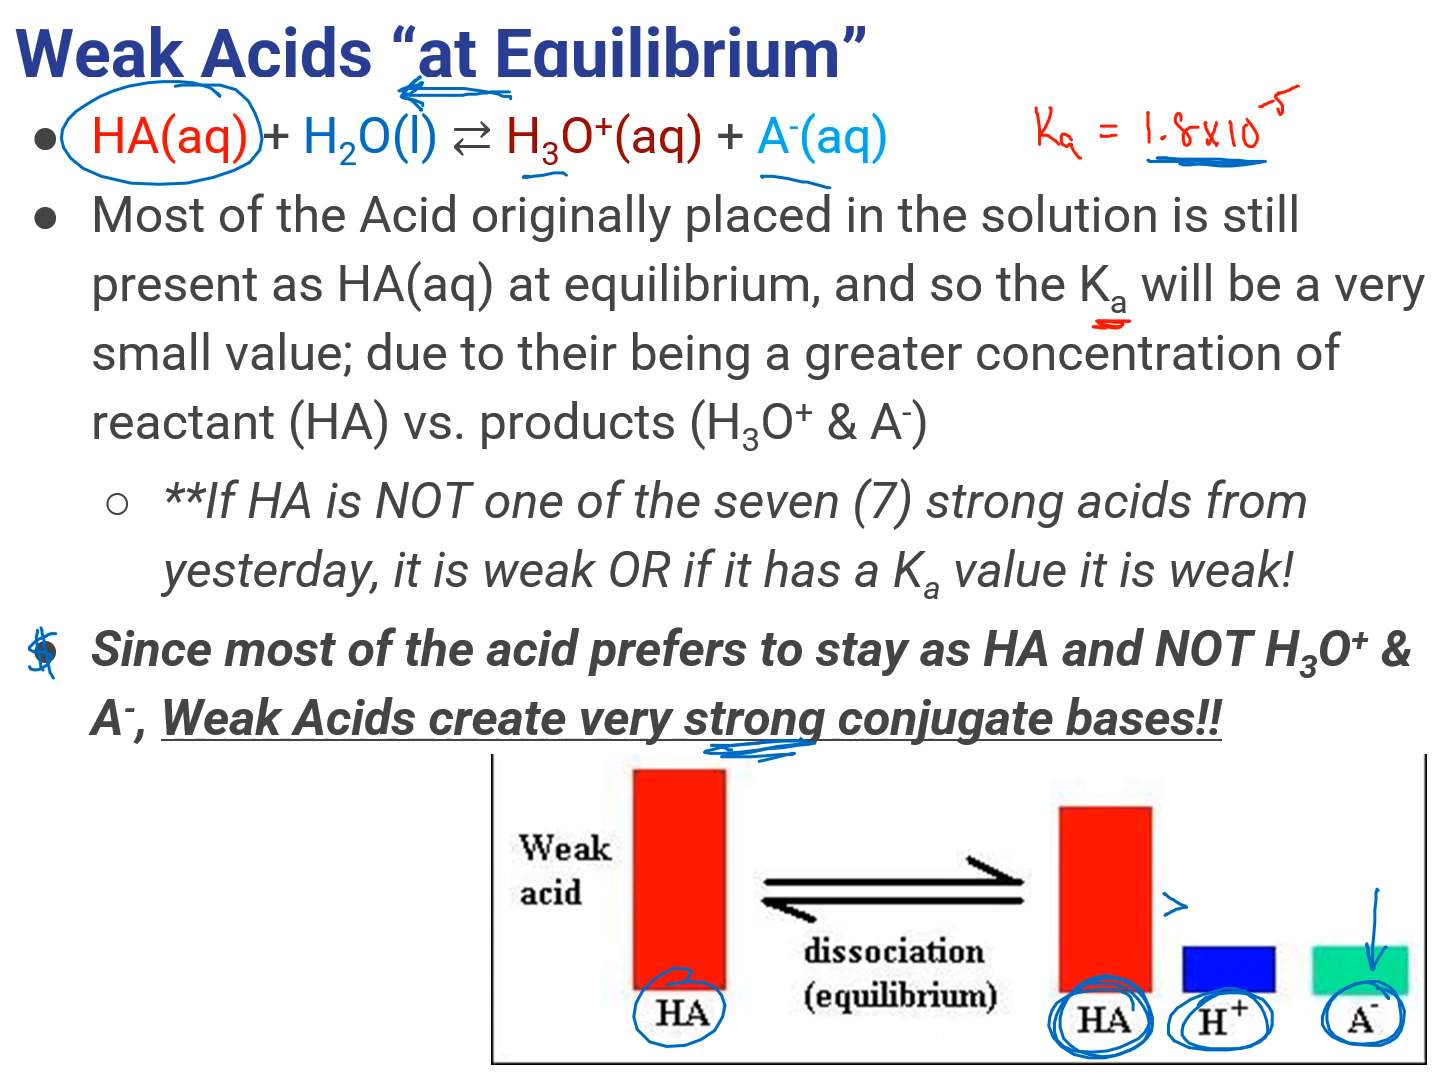 Weak Acids “at Equilibrium”
● HA(aq) + H₂O(l) ⇄ H₃O⁺(aq) + A⁻(aq)
Kₐ = 1.8x10⁻⁵
● Most of the Acid originally placed in the solution is still
present as HA(aq) at equilibrium, and so the Kₐ will be a very
small value; due to their being a greater concentration of
reactant (HA) vs. products (H₃O⁺ & A⁻)
○ **If HA is NOT one of the seven (7) strong acids from
yesterday, it is weak OR if it has a Kₐ value it is weak!
$ Since most of the acid prefers to stay as HA and NOT H₃O⁺ &
A⁻, Weak Acids create very strong conjugate bases!!
Weak
acid
dissociation
(equilibrium)
>
HA
HA
H⁺
A⁻